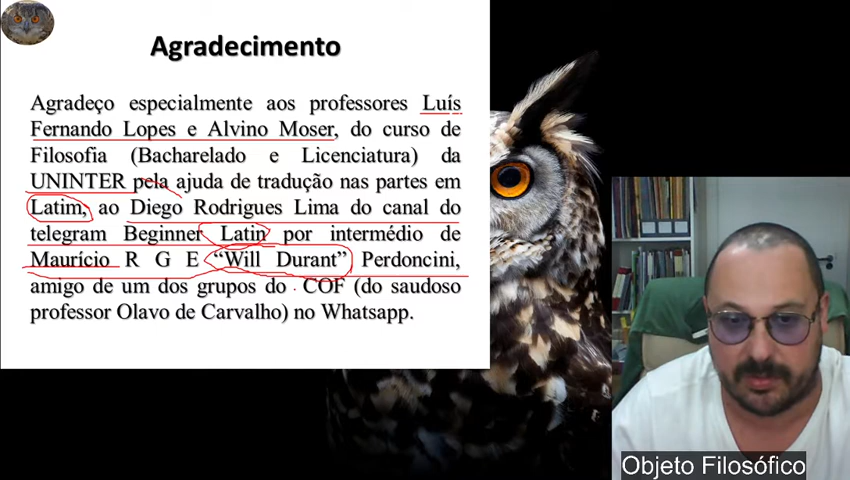 Agradecimento
Agradeço especialmente aos professores Luís
Fernando Lopes e Alvino Moser, do curso de
Filosofia (Bacharelado e Licenciatura) da
UNINTER pela ajuda de tradução nas partes em
Latim, ao Diego Rodrigues Lima do canal do
telegram Beginner Latin por intermédio de
Maurício R G E “Will Durant” Perdoncini,
amigo de um dos grupos do COF (do saudoso
professor Olavo de Carvalho) no Whatsapp.
Objeto Filosófico